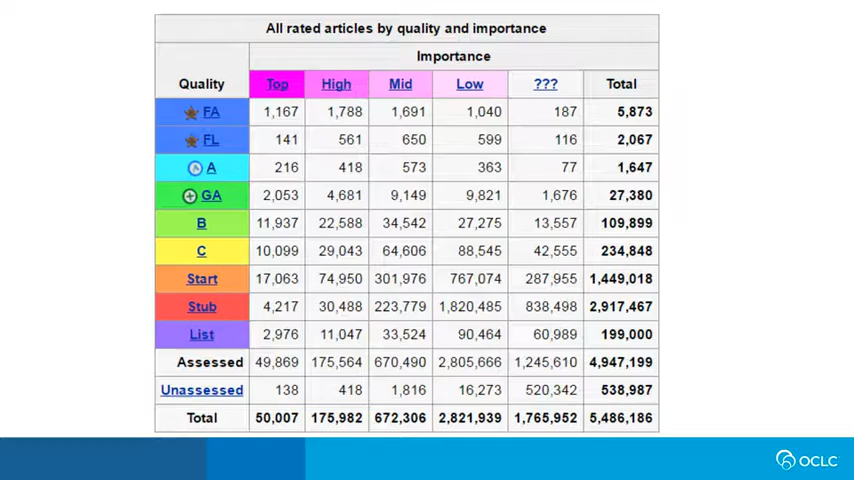 All rated articles by quality and importance
Importance
Quality Top High Mid Low ??? Total
FA 1,167 1,788 1,691 1,040 187 5,873
FL 141 561 650 599 116 2,067
A 216 418 573 363 77 1,647
GA 2,053 4,681 9,149 9,821 1,676 27,380
B 11,937 22,588 34,542 27,275 13,557 109,899
C 10,099 29,043 64,606 88,545 42,555 234,848
Start 17,063 74,950 301,976 767,074 287,955 1,449,018
Stub 4,217 30,488 223,779 1,820,485 838,498 2,917,467
List 2,976 11,047 33,524 90,464 60,989 199,000
Assessed 49,869 175,564 670,490 2,805,666 1,245,610 4,947,199
Unassessed 138 418 1,816 16,273 520,342 538,987
Total 50,007 175,982 672,306 2,821,939 1,765,952 5,486,186
OCLC